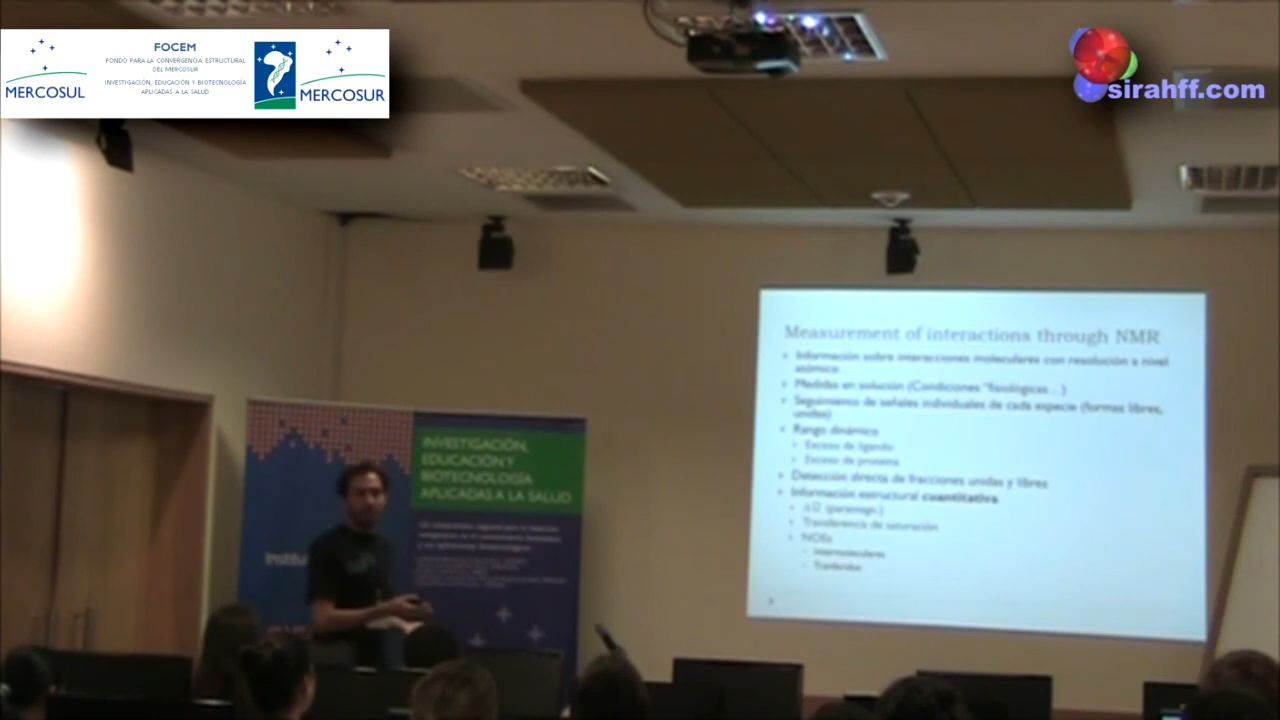 MERCOSUL
FOCEM
FONDO PARA LA CONVERGENCIA ESTRUCTURAL
DEL MERCOSUR
INVESTIGACIÓN, EDUCACIÓN Y BIOTECNOLOGÍA
APLICADAS A LA SALUD
MERCOSUR
sirahff.com
Measurement of interactions through NMR
Información sobre interacciones moleculares con resolución a nivel
atómico
Medidas en solución (Condiciones "fisiológicas…)
Seguimiento de señales individuales de cada especie (formas libres,
unidas)
Rango dinámico
Exceso de ligando
Exceso de proteína
Detección directa de fracciones unidas y libres
Información estructural cuantitativa
(paramagn.)
Transferencia de saturación
NOEs
Intermoleculares
Tranferidos
INVESTIGACIÓN,
EDUCACIÓN Y
BIOTECNOLOGÍA
APLICADAS A LA SALUD
Institu